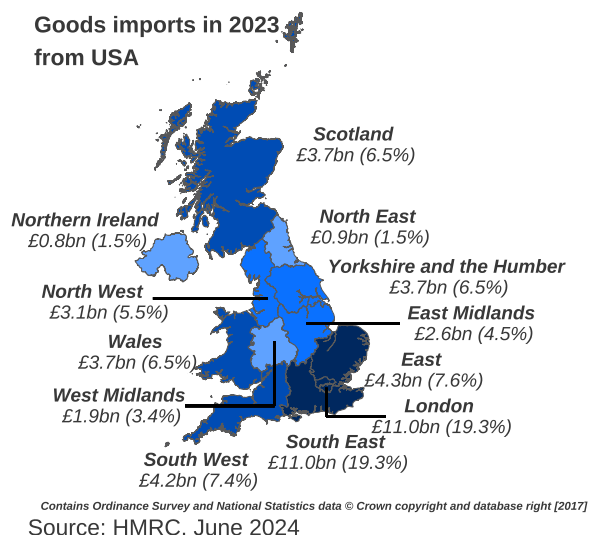 Goods imports in 2023
from USA
Scotland
£3.7bn (6.5%)
Northern Ireland
£0.8bn (1.5%)
North East
£0.9bn (1.5%)
Yorkshire and the Humber
£3.7bn (6.5%)
North West
£3.1bn (5.5%)
East Midlands
£2.6bn (4.5%)
Wales
£3.7bn (6.5%)
East
£4.3bn (7.6%)
West Midlands
£1.9bn (3.4%)
London
£11.0bn (19.3%)
South East
£11.0bn (19.3%)
South West
£4.2bn (7.4%)
Contains Ordinance Survey and National Statistics data © Crown copyright and database right [2017]
Source: HMRC, June 2024